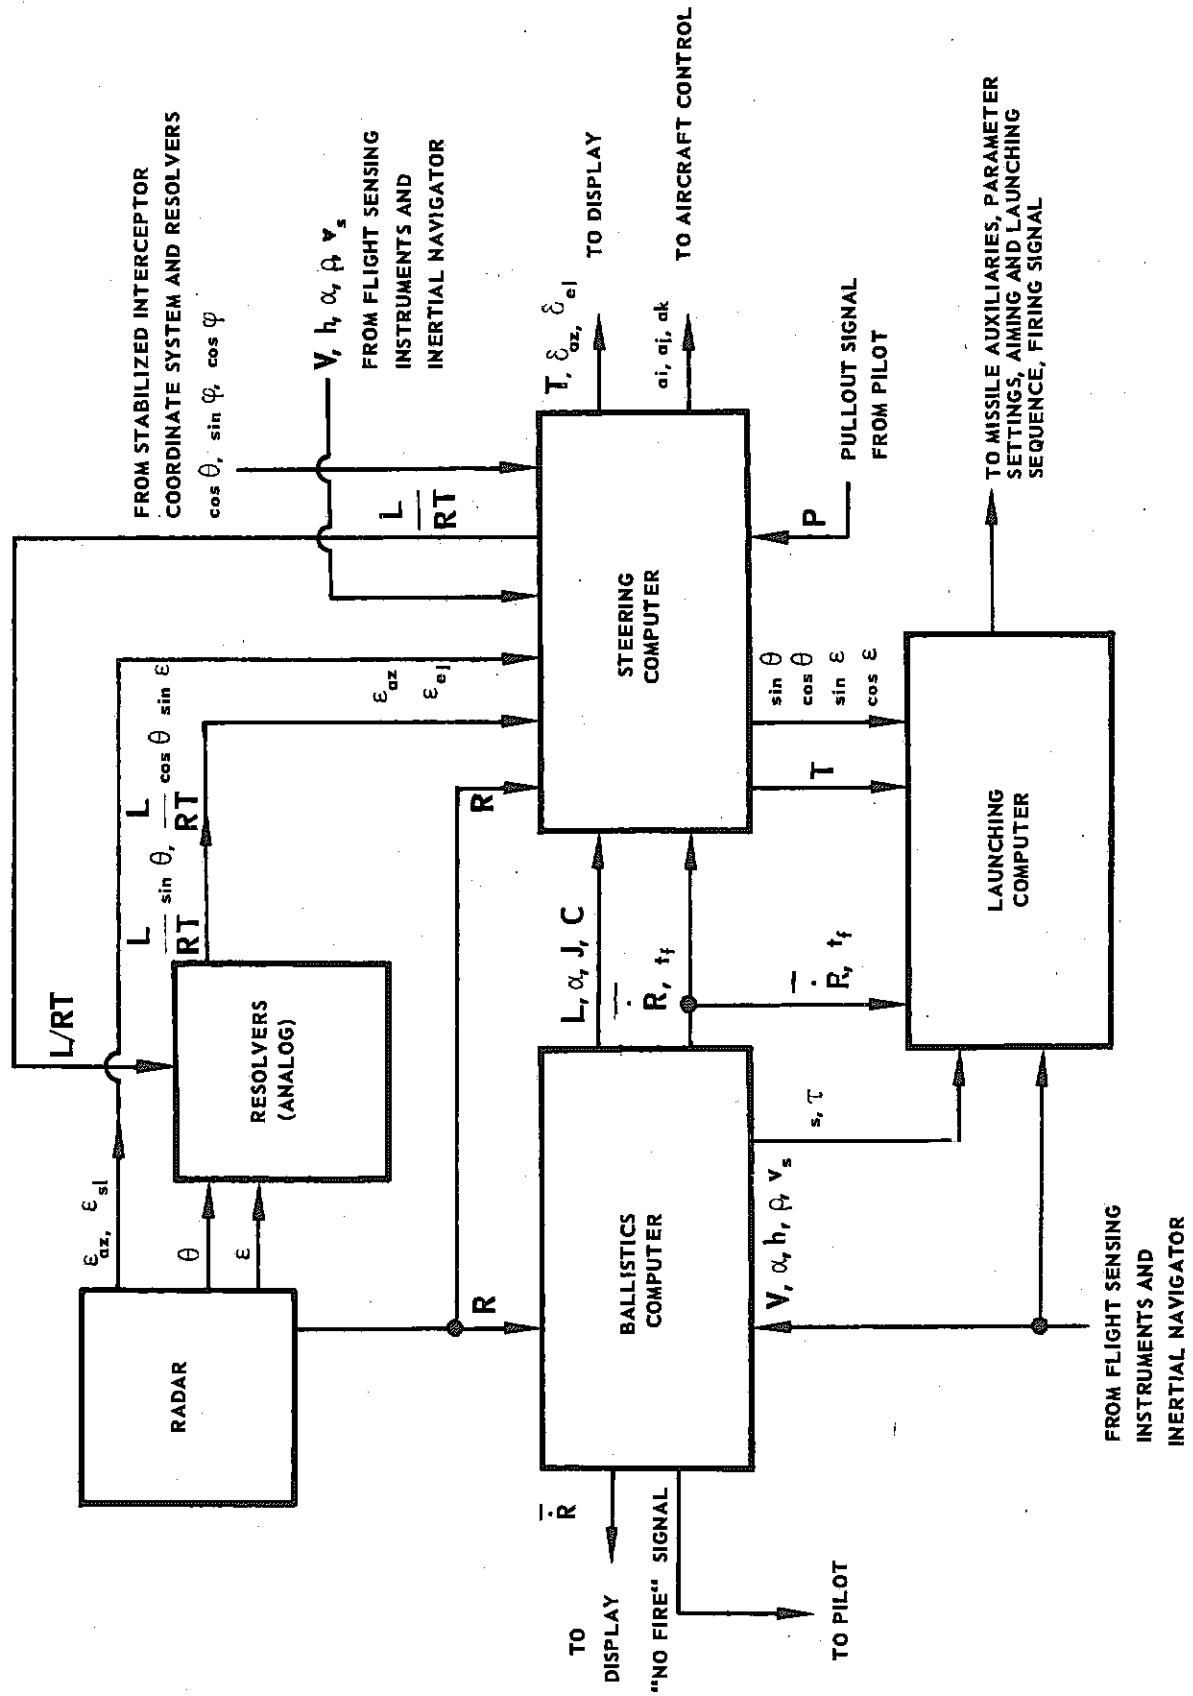 RADAR
ε_az, ε_sl
θ
ε
R
L/RT
RESOLVERS
(ANALOG)
L/RT sin θ, L/RT cos θ sin ε
FROM STABILIZED INTERCEPTOR
COORDINATE SYSTEM AND RESOLVERS
cos θ, sin φ, cos φ
V, h, α, ρ, v_s
FROM FLIGHT SENSING
INSTRUMENTS AND
INERTIAL NAVIGATOR
L/RT
ε_az
ε_el
R
STEERING
COMPUTER
T, δ_az, δ_el
TO DISPLAY
ai, aj, ak
TO AIRCRAFT CONTROL
P
PULLOUT SIGNAL
FROM PILOT
BALLISTICS
COMPUTER
L, α, J, C
Ṙ̄, t_f
Ṙ̄, t_f
Ṙ̄
TO
DISPLAY
"NO FIRE" SIGNAL
TO PILOT
s, τ
V, α, h, ρ, v_s
FROM FLIGHT SENSING
INSTRUMENTS AND
INERTIAL NAVIGATOR
T
sin θ
cos θ
sin ε
cos ε
LAUNCHING
COMPUTER
TO MISSILE AUXILIARIES, PARAMETER
SETTINGS, AIMING AND LAUNCHING
SEQUENCE, FIRING SIGNAL